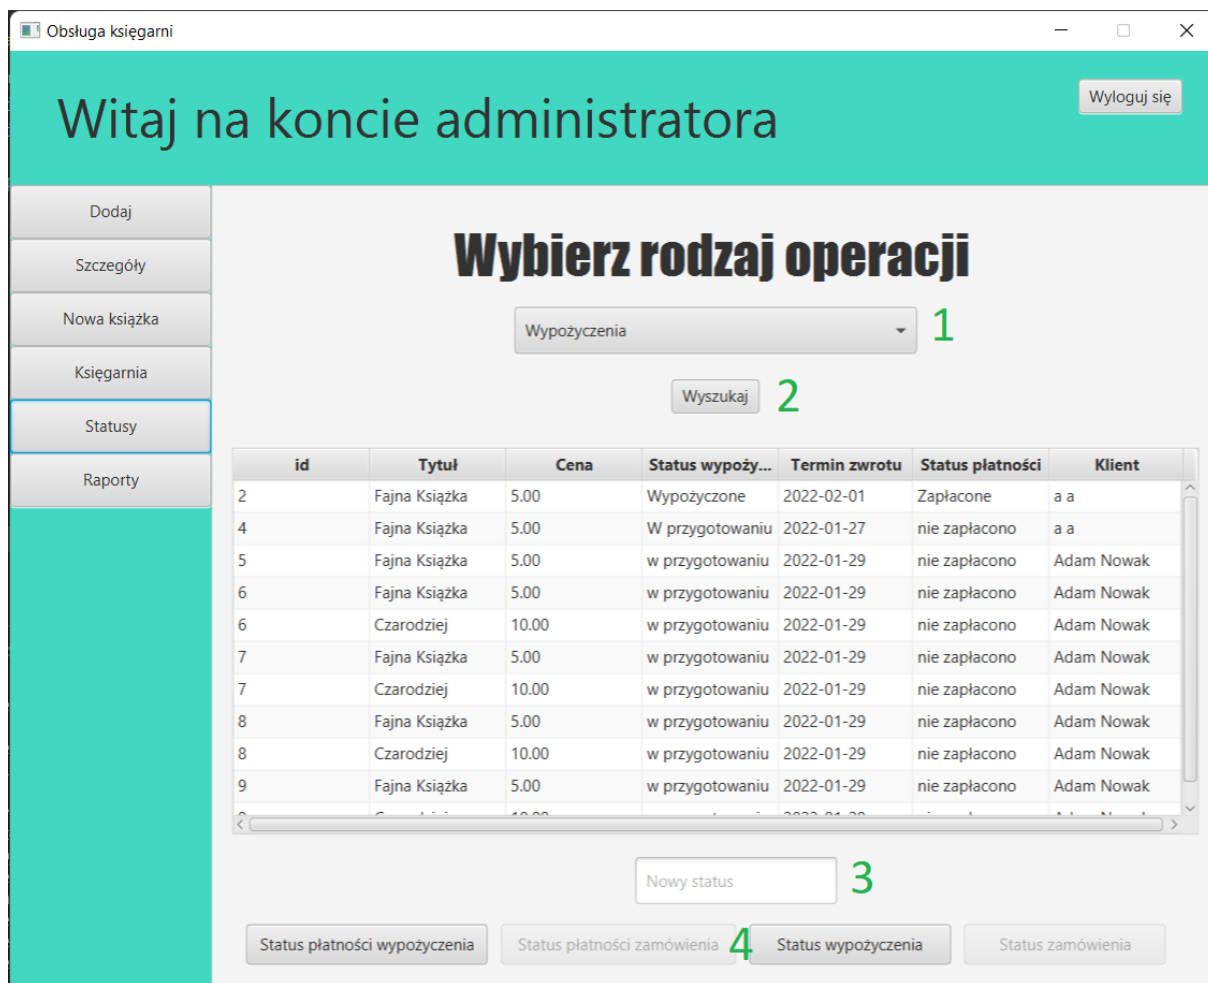 Obsługa księgarni
Witaj na koncie administratora
Wyloguj się
Dodaj
Szczegóły
Nowa książka
Księgarnia
Statusy
Raporty
Wybierz rodzaj operacji
Wypożyczenia 1
Wyszukaj 2
id Tytuł Cena Status wypoży... Termin zwrotu Status płatności Klient
2 Fajna Książka 5.00 Wypożyczone 2022-02-01 Zapłacone a a
4 Fajna Książka 5.00 W przygotowaniu 2022-01-27 nie zapłacono a a
5 Fajna Książka 5.00 w przygotowaniu 2022-01-29 nie zapłacono Adam Nowak
6 Fajna Książka 5.00 w przygotowaniu 2022-01-29 nie zapłacono Adam Nowak
6 Czarodziej 10.00 w przygotowaniu 2022-01-29 nie zapłacono Adam Nowak
7 Fajna Książka 5.00 w przygotowaniu 2022-01-29 nie zapłacono Adam Nowak
7 Czarodziej 10.00 w przygotowaniu 2022-01-29 nie zapłacono Adam Nowak
8 Fajna Książka 5.00 w przygotowaniu 2022-01-29 nie zapłacono Adam Nowak
8 Czarodziej 10.00 w przygotowaniu 2022-01-29 nie zapłacono Adam Nowak
9 Fajna Książka 5.00 w przygotowaniu 2022-01-29 nie zapłacono Adam Nowak
Nowy status 3
Status płatności wypożyczenia Status płatności zamówienia 4 Status wypożyczenia Status zamówienia